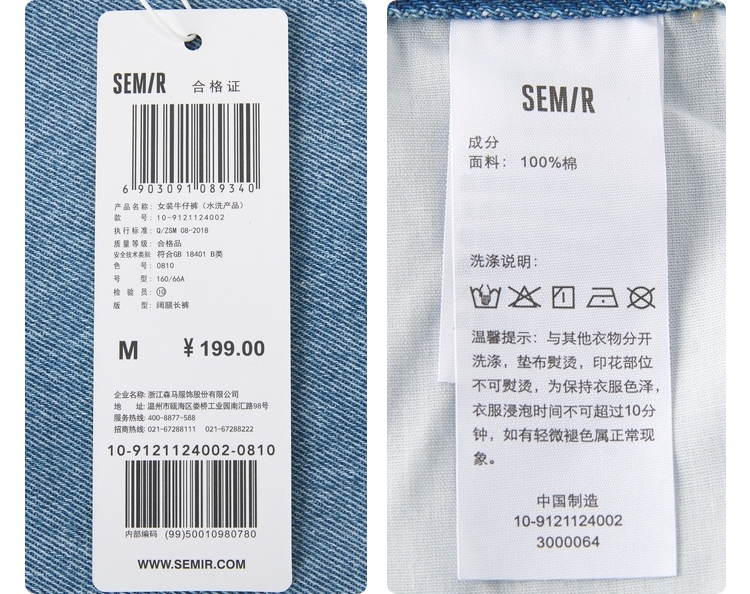 SEMIR 合格证
6 903091 089340
产品名称: 女装牛仔裤（水洗产品）
款 号: 10-9121124002
执行标准: Q/ZSM 08-2018
质量等级: 合格品
安全技术类别: 符合GB 18401 B类
色 号: 0810
号 型: 160/66A
检 验 员: ⑩
版 型: 阔腿长裤
M ¥ 199.00
企业名称: 浙江森马服饰股份有限公司
地 址: 温州市瓯海区娄桥工业园南汇路98号
服务热线: 400-8877-588
招商热线: 021-67288111 021-67288222
10-9121124002-0810
内部编码 (99)50010980780
WWW.SEMIR.COM
SEMIR
成分
面料: 100%棉
洗涤说明:
温馨提示: 与其他衣物分开
洗涤, 垫布熨烫, 印花部位
不可熨烫, 为保持衣服色泽,
衣服浸泡时间不可超过10分
钟, 如有轻微褪色属正常现
象。
中国制造
10-9121124002
3000064